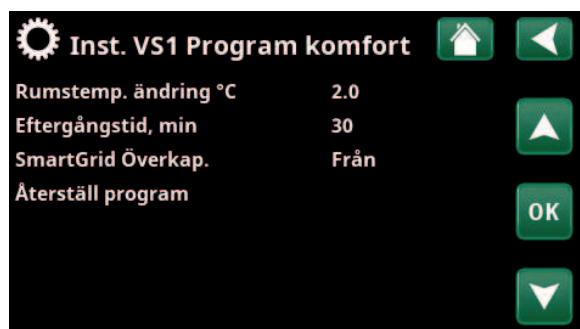 Inst. VS1 Program komfort
Rumstemp. ändring °C 2.0
Eftergångstid, min 30
SmartGrid Överkap. Från
Återställ program
OK